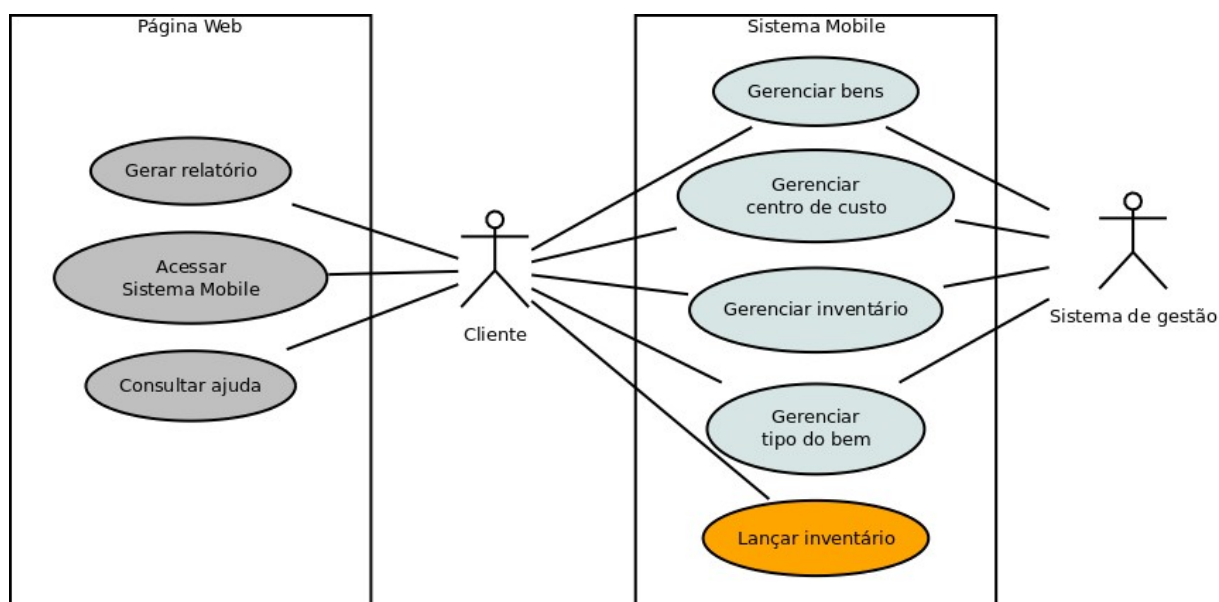 Página Web
Gerar relatório
Acessar
Sistema Mobile
Consultar ajuda
Cliente
Sistema Mobile
Gerenciar bens
Gerenciar
centro de custo
Gerenciar inventário
Gerenciar
tipo do bem
Lançar inventário
Sistema de gestão